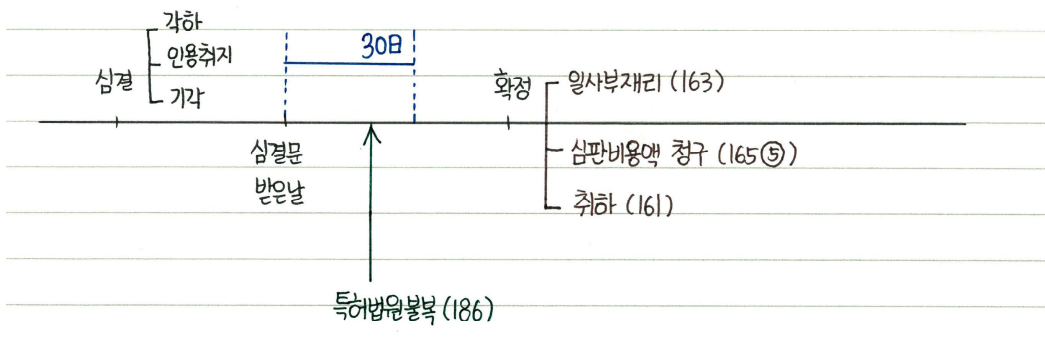 각하
인용취지
30日
심결
기각
확정
일사부재리 (163)
심판비용액 청구 (165⑤)
취하 (161)
심결문
받은날
특허법원불복 (186)